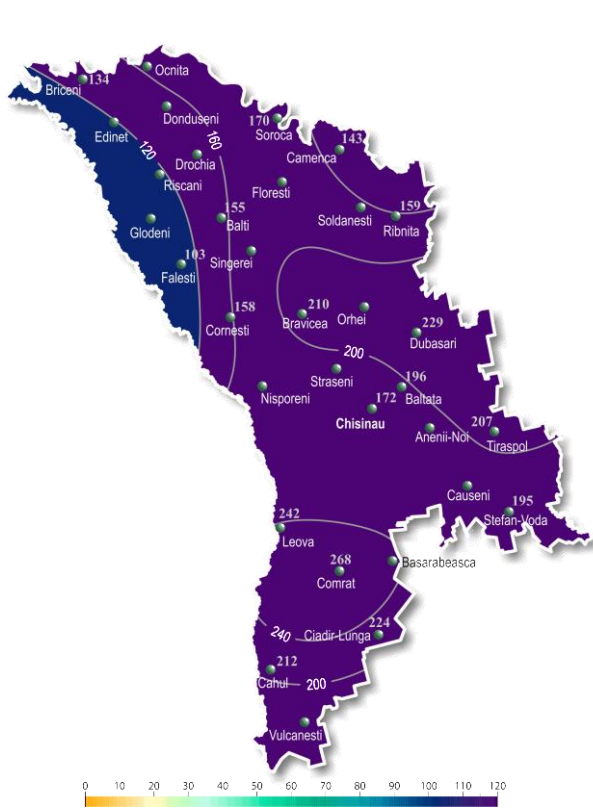 Ocnita
134
Briceni
Donduseni
170
Soroca
Edinet
120
160
143
Camenca
Drochia
Riscani
Floresti
155
Balti
Soldanesti
159
Ribnita
Glodeni
103
Falesti
Singerei
158
Cornesti
210
Bravicea
Orhei
229
Dubasari
200
Straseni
196
Baltata
Nisporeni
172
Chisinau
207
Tiraspol
Anenii-Noi
Causeni
195
Stefan-Voda
242
Leova
268
Comrat
Basarabeasca
240
224
Ciadir-Lunga
212
Cahul
200
Vulcanesti
0 10 20 30 40 50 60 70 80 90 100 110 120